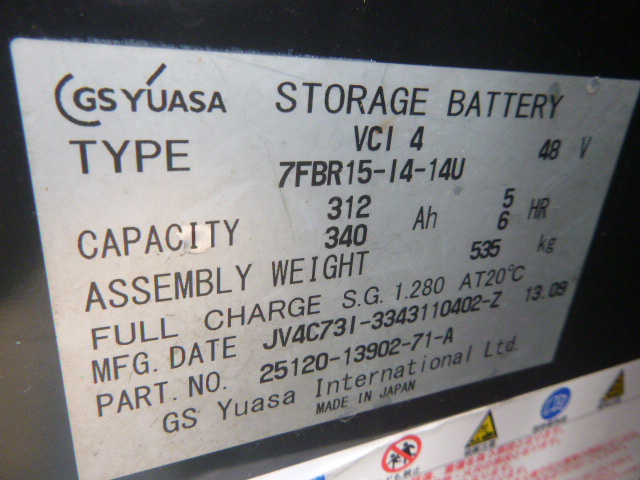 GS YUASA STORAGE BATTERY
TYPE VCI 4 48 V
7FBR15-I4-14U
CAPACITY 312 Ah 5 HR
340 6
ASSEMBLY WEIGHT 535 kg
FULL CHARGE S.G. 1.280 AT20°C
MFG. DATE JV4C73I-3343110402-Z 13.09
PART. NO. 25120-13902-71-A
GS Yuasa International Ltd.
MADE IN JAPAN